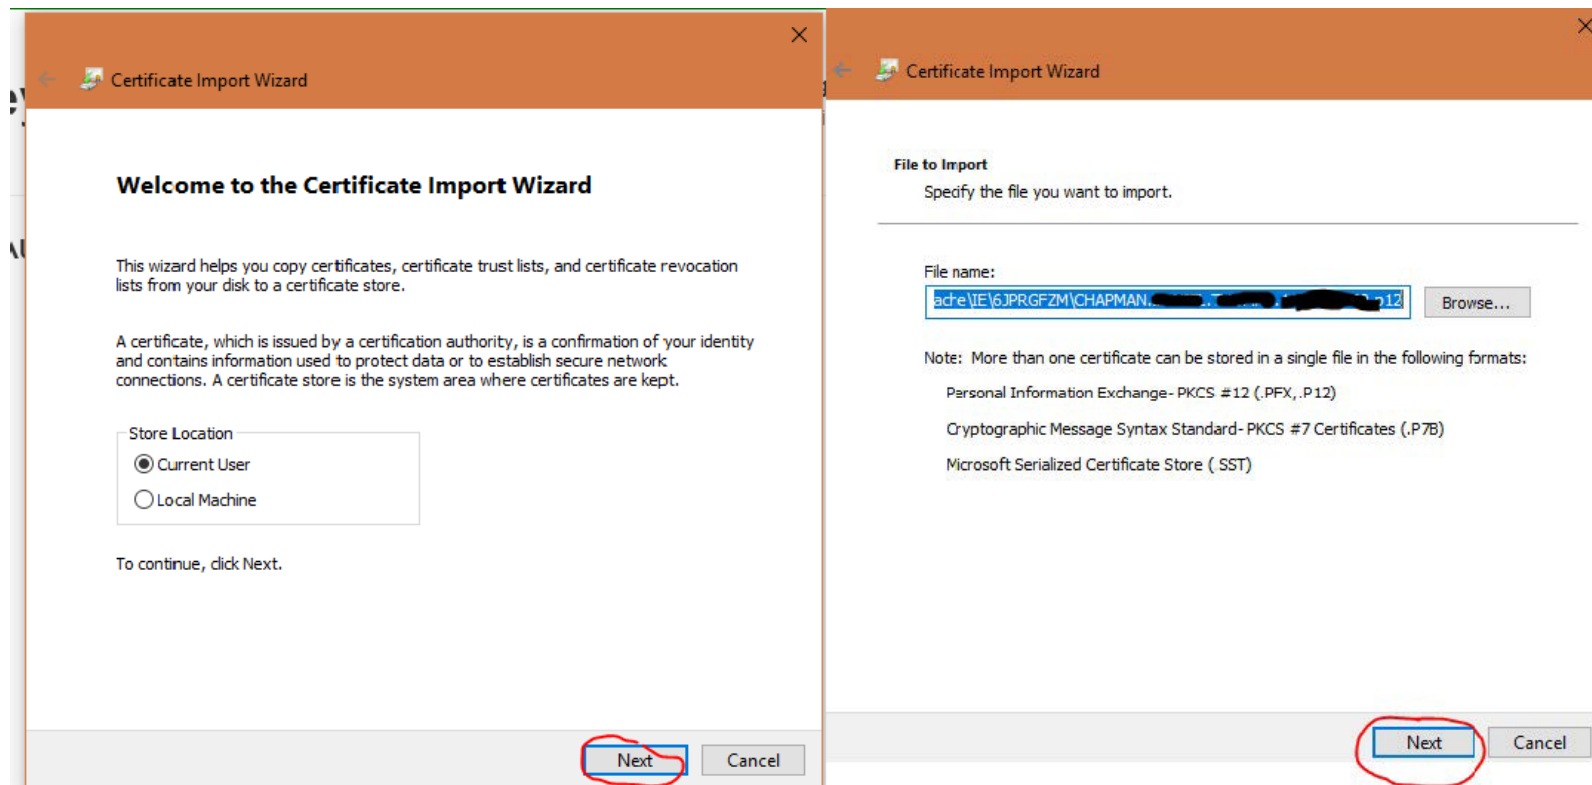 Certificate Import Wizard
Welcome to the Certificate Import Wizard
This wizard helps you copy certificates, certificate trust lists, and certificate revocation
lists from your disk to a certificate store.
A certificate, which is issued by a certification authority, is a confirmation of your identity
and contains information used to protect data or to establish secure network
connections. A certificate store is the system area where certificates are kept.
Store Location
Current User
Local Machine
To continue, click Next.
Next Cancel
Certificate Import Wizard
File to Import
Specify the file you want to import.
File name:
ache\IE\6JPRGFZM\CHAPMAN. .p12
Browse...
Note: More than one certificate can be stored in a single file in the following formats:
Personal Information Exchange- PKCS #12 (.PFX,.P12)
Cryptographic Message Syntax Standard- PKCS #7 Certificates (.P7B)
Microsoft Serialized Certificate Store (.SST)
Next Cancel